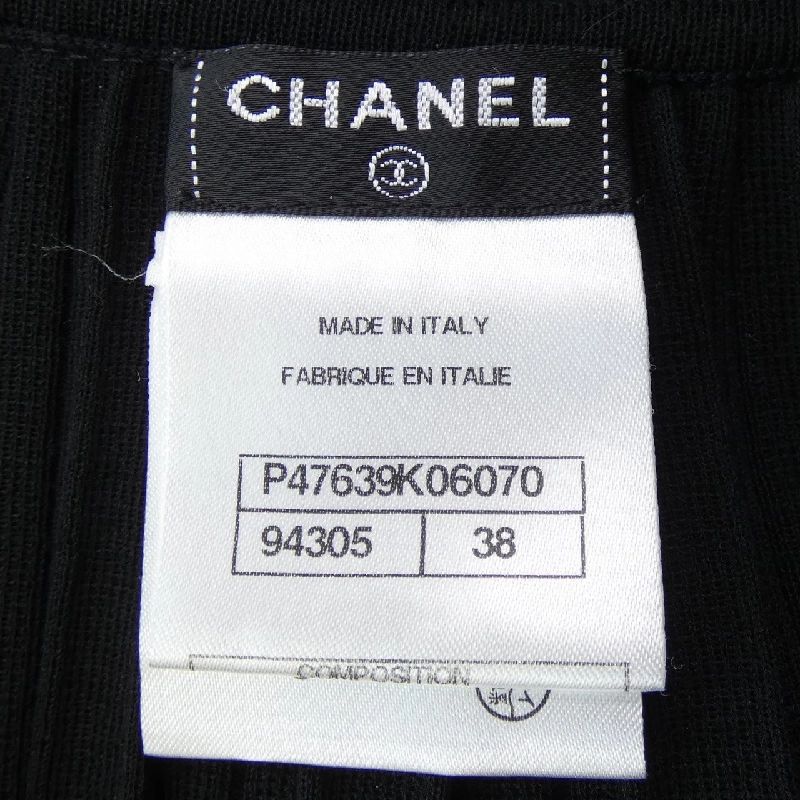 CHANEL
MADE IN ITALY
FABRIQUE EN ITALIE
P47639K06070
94305 38
COMPOSITION